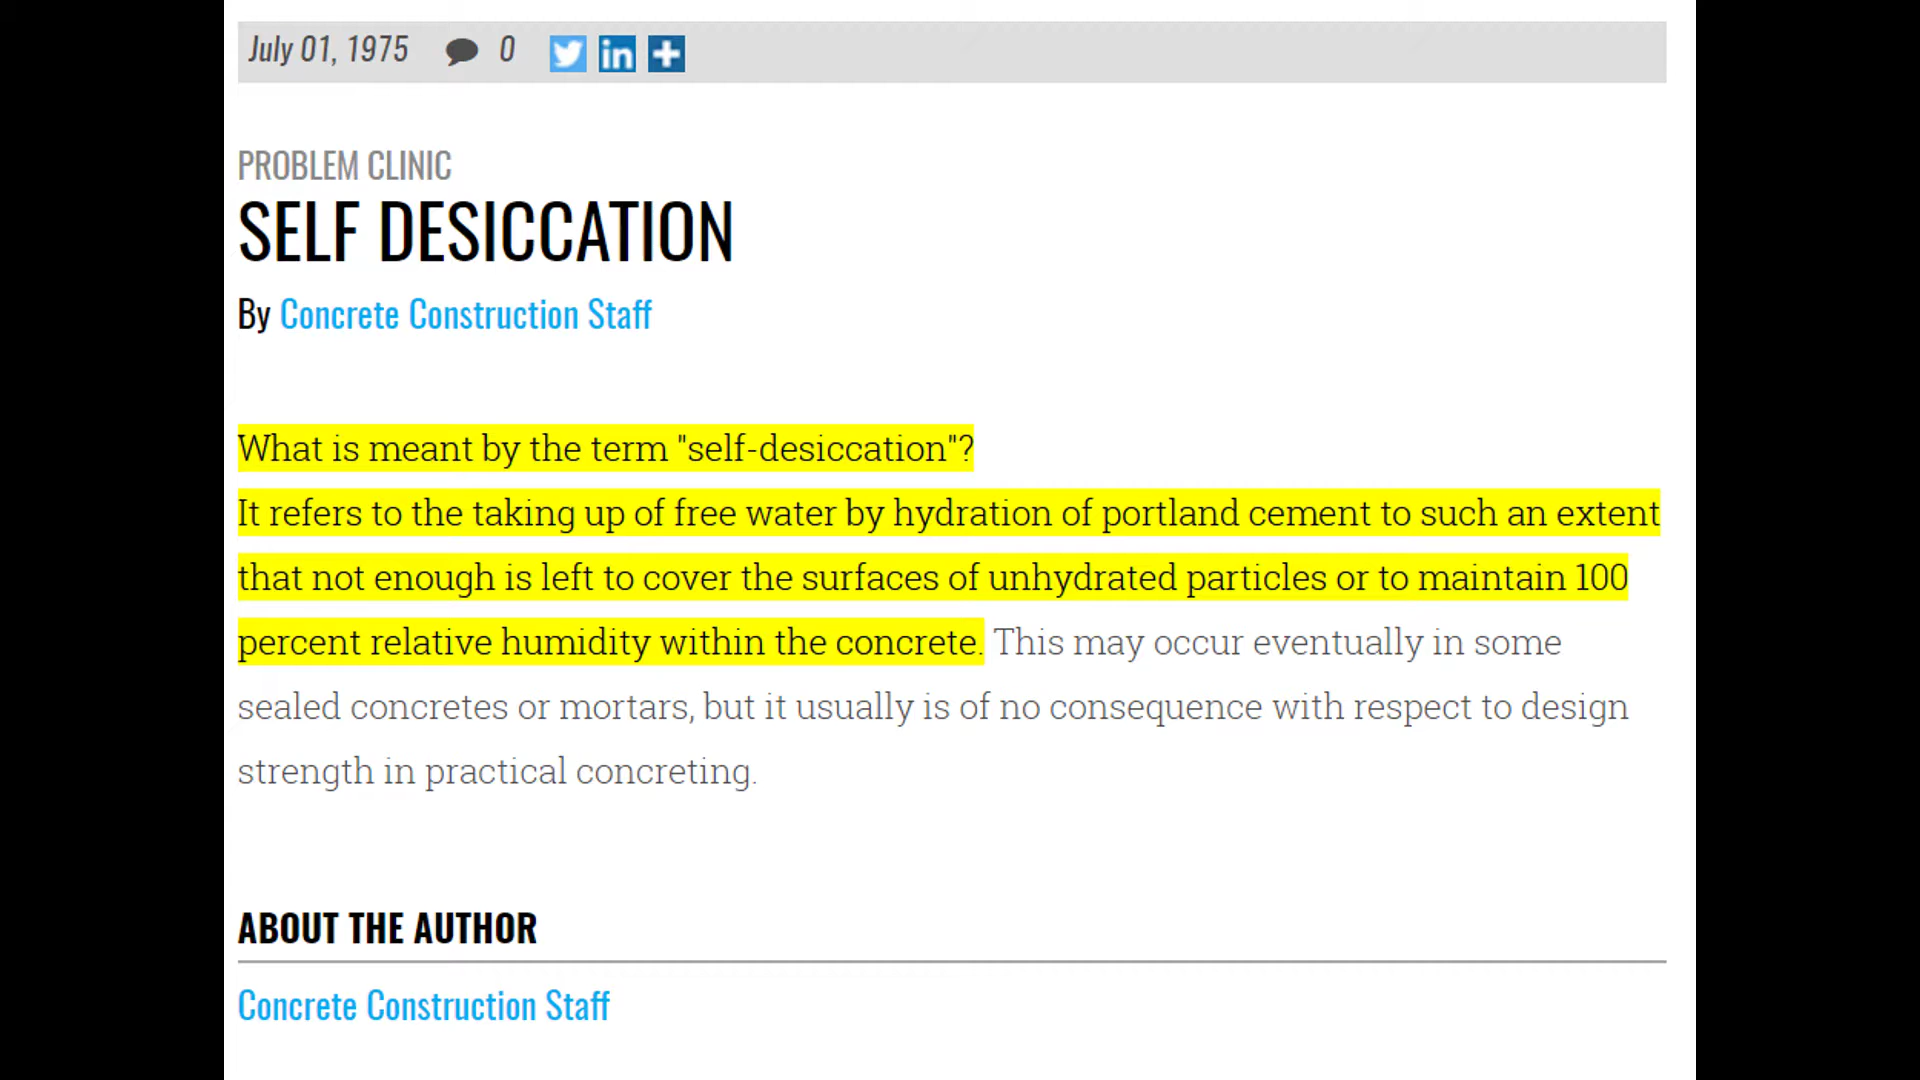 July 01, 1975 0 in
PROBLEM CLINIC
SELF DESICCATION
By Concrete Construction Staff
What is meant by the term "self-desiccation"?
It refers to the taking up of free water by hydration of portland cement to such an extent
that not enough is left to cover the surfaces of unhydrated particles or to maintain 100
percent relative humidity within the concrete. This may occur eventually in some
sealed concretes or mortars, but it usually is of no consequence with respect to design
strength in practical concreting.
ABOUT THE AUTHOR
Concrete Construction Staff